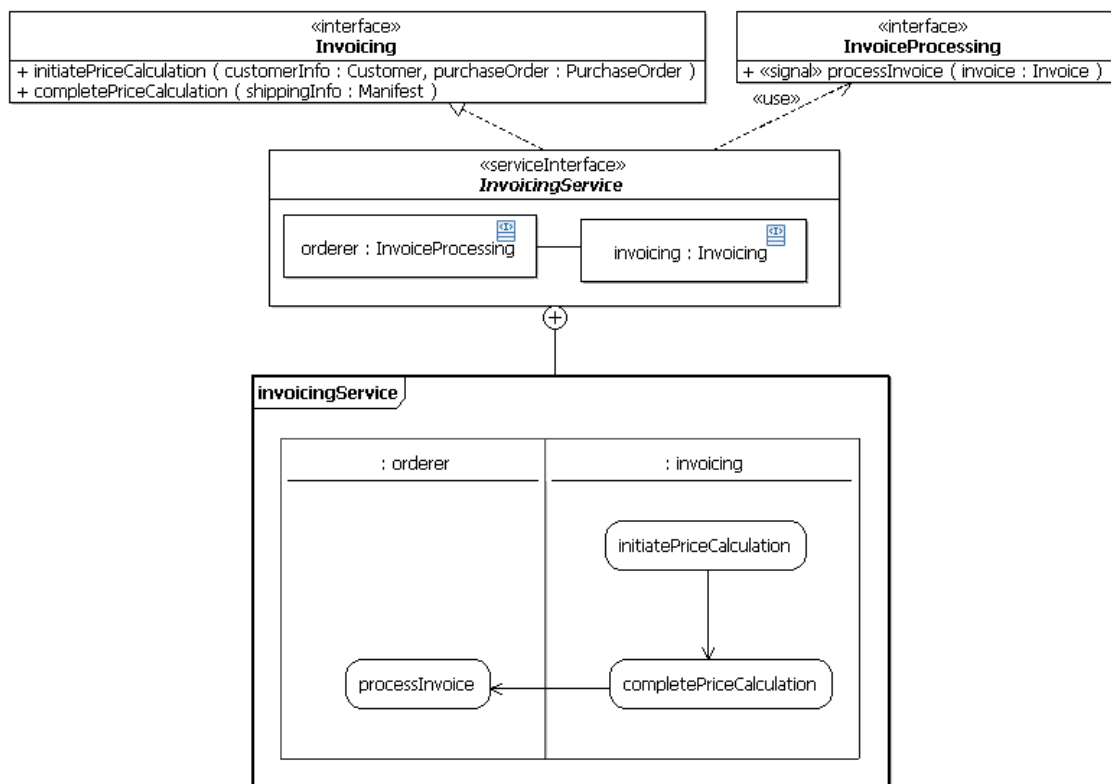 «interface»
Invoicing
+ initiatePriceCalculation ( customerInfo : Customer, purchaseOrder : PurchaseOrder )
+ completePriceCalculation ( shippingInfo : Manifest )
«interface»
InvoiceProcessing
+ «signal» processInvoice ( invoice : Invoice )
«use»
«serviceInterface»
InvoicingService
orderer : InvoiceProcessing
invoicing : Invoicing
invoicingService
: orderer
: invoicing
initiatePriceCalculation
processInvoice
completePriceCalculation